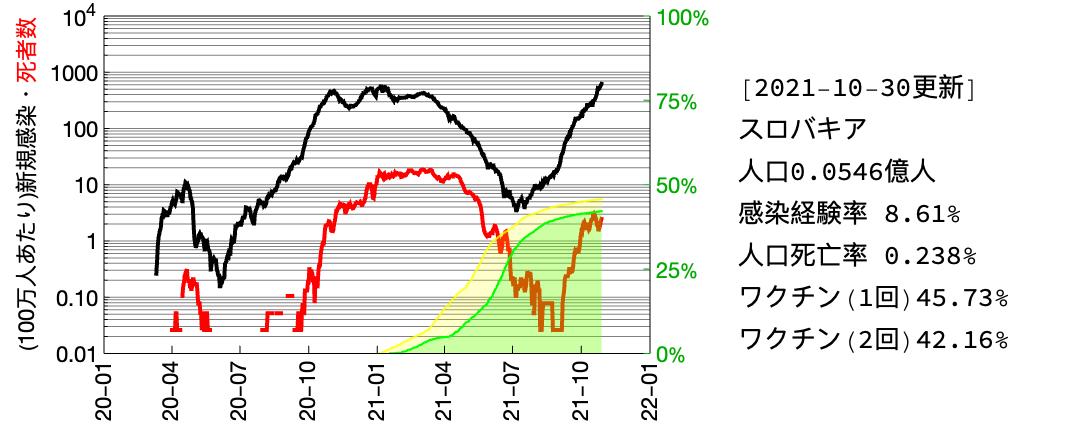 (100万人あたり)新規感染・死者数
10⁴
1000
100
10
1
0.10
0.01
100%
75%
50%
25%
0%
20-01
20-04
20-07
20-10
21-01
21-04
21-07
21-10
22-01
[2021-10-30更新]
スロバキア
人口0.0546億人
感染経験率 8.61%
人口死亡率 0.238%
ワクチン(1回)45.73%
ワクチン(2回)42.16%